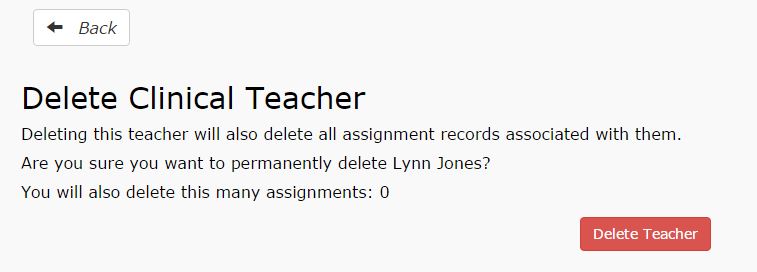 Back
Delete Clinical Teacher
Deleting this teacher will also delete all assignment records associated with them.
Are you sure you want to permanently delete Lynn Jones?
You will also delete this many assignments: 0
Delete Teacher